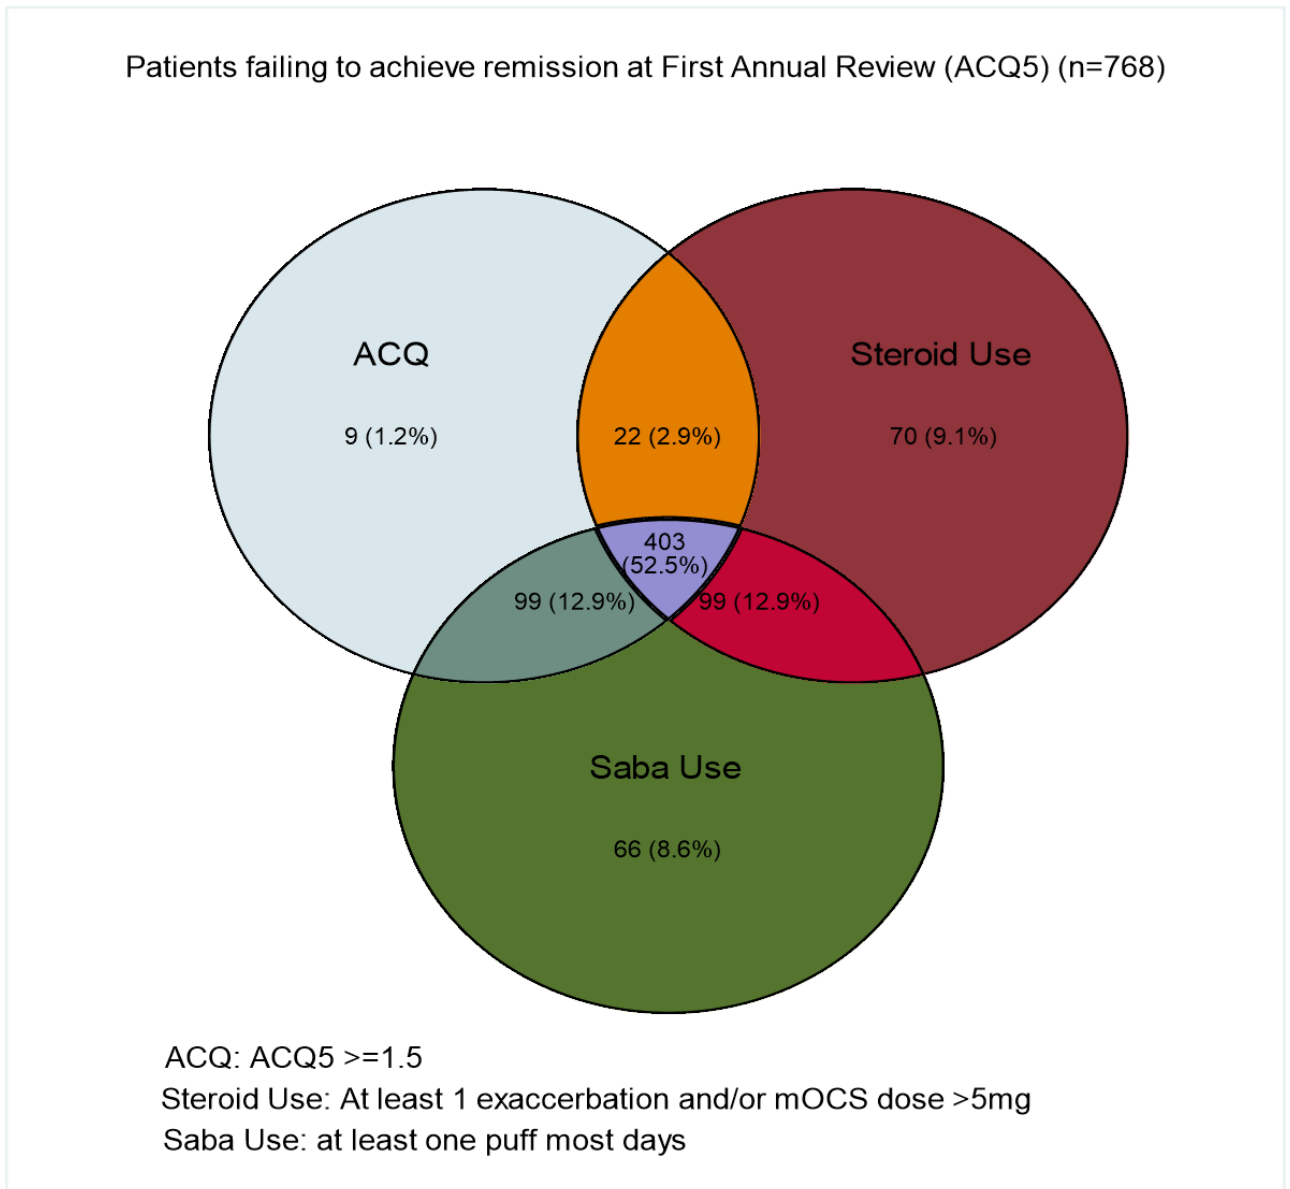 Patients failing to achieve remission at First Annual Review (ACQ5) (n=768)
ACQ
Steroid Use
9 (1.2%)
22 (2.9%)
70 (9.1%)
403
(52.5%)
99 (12.9%)
99 (12.9%)
Saba Use
66 (8.6%)
ACQ: ACQ5 >=1.5
Steroid Use: At least 1 exaccerbation and/or mOCS dose >5mg
Saba Use: at least one puff most days